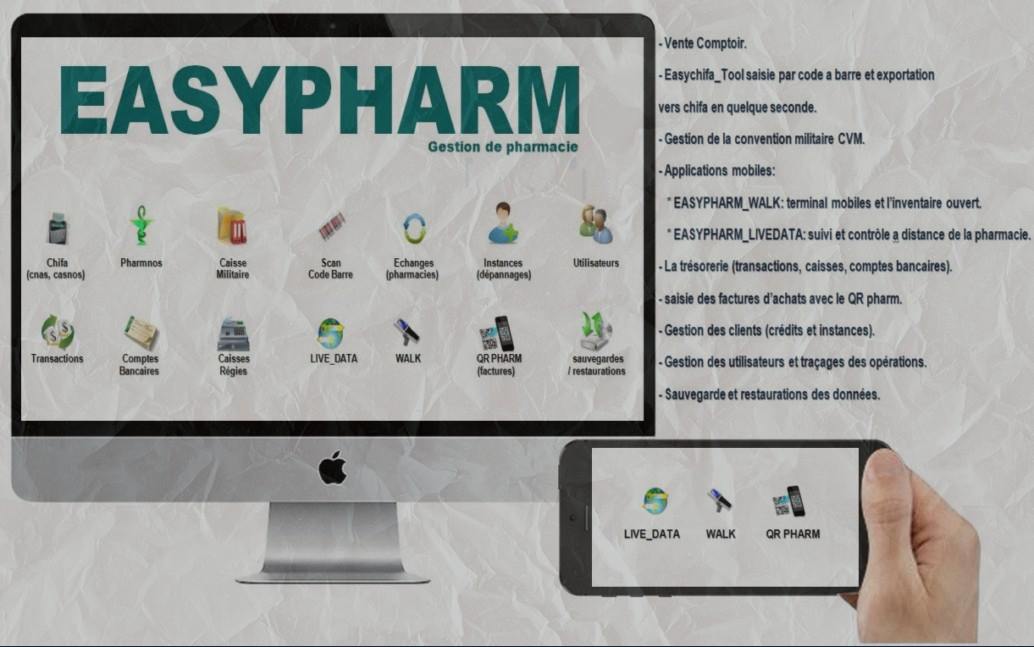 EASYPHARM
Gestion de pharmacie
Chifa
(cnas, casnos)
Pharmnos
Caisse
Militaire
Scan
Code Barre
Echanges
(pharmacies)
Instances
(dépannages)
Utilisateurs
Transactions
Comptes
Bancaires
Caisses
Régies
LIVE_DATA
WALK
QR PHARM
(factures)
sauvegardes
/ restaurations
- Vente Comptoir.
- Easychifa_Tool saisie par code a barre et exportation
vers chifa en quelque seconde.
- Gestion de la convention militaire CVM.
- Applications mobiles:
* EASYPHARM_WALK: terminal mobiles et l'inventaire ouvert.
* EASYPHARM_LIVEDATA: suivi et contrôle a distance de la pharmacie.
- La trésorerie (transactions, caisses, comptes bancaires).
- saisie des factures d'achats avec le QR pharm.
- Gestion des clients (crédits et instances).
- Gestion des utilisateurs et traçages des opérations.
- Sauvegarde et restaurations des données.
LIVE_DATA
WALK
QR PHARM